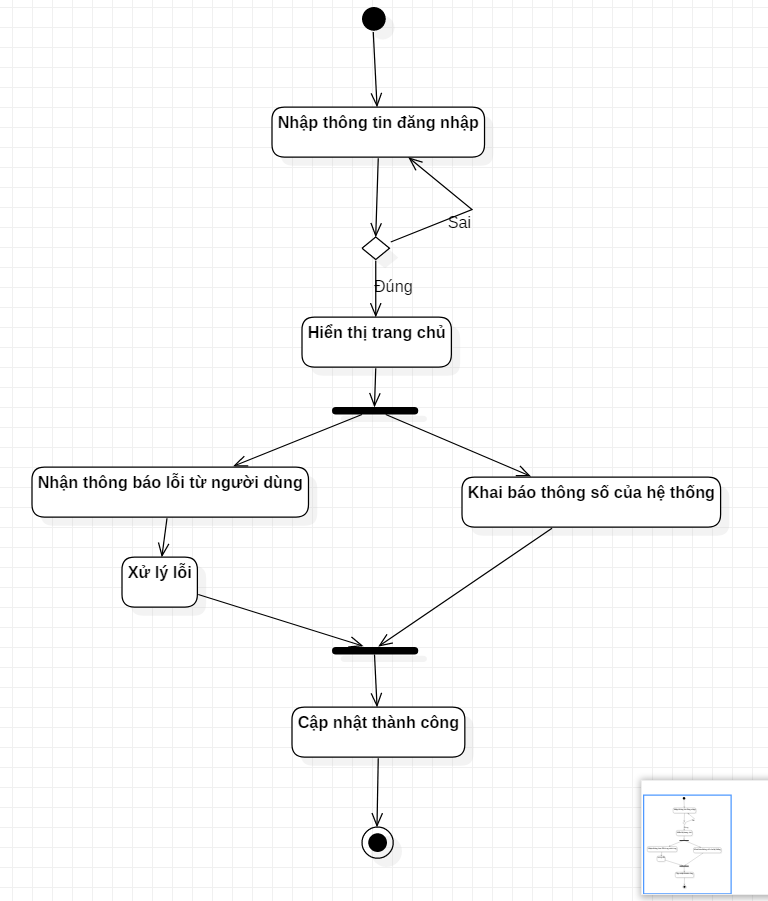 Nhập thông tin đăng nhập
Sai
Đúng
Hiển thị trang chủ
Nhận thông báo lỗi từ người dùng
Khai báo thông số của hệ thống
Xử lý lỗi
Cập nhật thành công